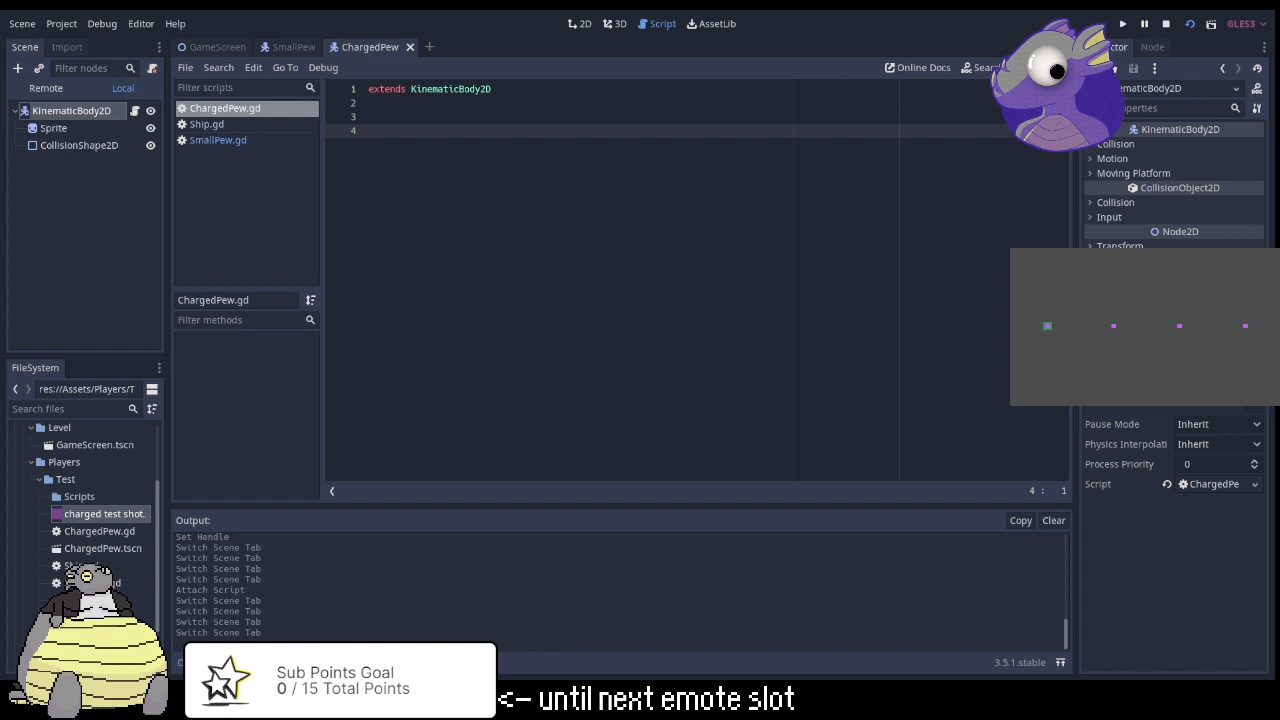 Scene Project Debug Editor Help
2D 3D Script AssetLib
GLES3
Scene Import
GameScreen SmallPew ChargedPew
Node
Filter nodes
File Search Edit Go To Debug
Online Docs
Remote Local
Filter scripts
1 extends KinematicBody2D
2
3
4
KinematicBody2D
Sprite
CollisionShape2D
ChargedPew.gd
Ship.gd
SmallPew.gd
KinematicBody2D
Collision
Motion
Moving Platform
CollisionObject2D
Collision
Input
Node2D
Transform
ChargedPew.gd
Filter methods
FileSystem
res://Assets/Players/T
Search files
Level
GameScreen.tscn
Players
Test
Scripts
charged test shot.
ChargedPew.gd
ChargedPew.tscn
Pause Mode Inherit
Physics Interpolati Inherit
Process Priority 0
Script ChargedPe
4 : 1
Output:
Copy Clear
Set Handle
Switch Scene Tab
Switch Scene Tab
Switch Scene Tab
Switch Scene Tab
Attach Script
Switch Scene Tab
Switch Scene Tab
Switch Scene Tab
Switch Scene Tab
3.5.1.stable
Sub Points Goal
0 / 15 Total Points
<— until next emote slot